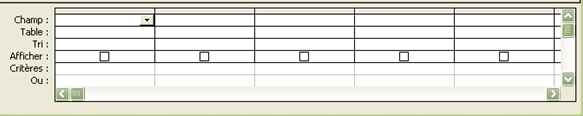 Champ :
Table :
Tri :
Afficher :
Critères :
Ou :